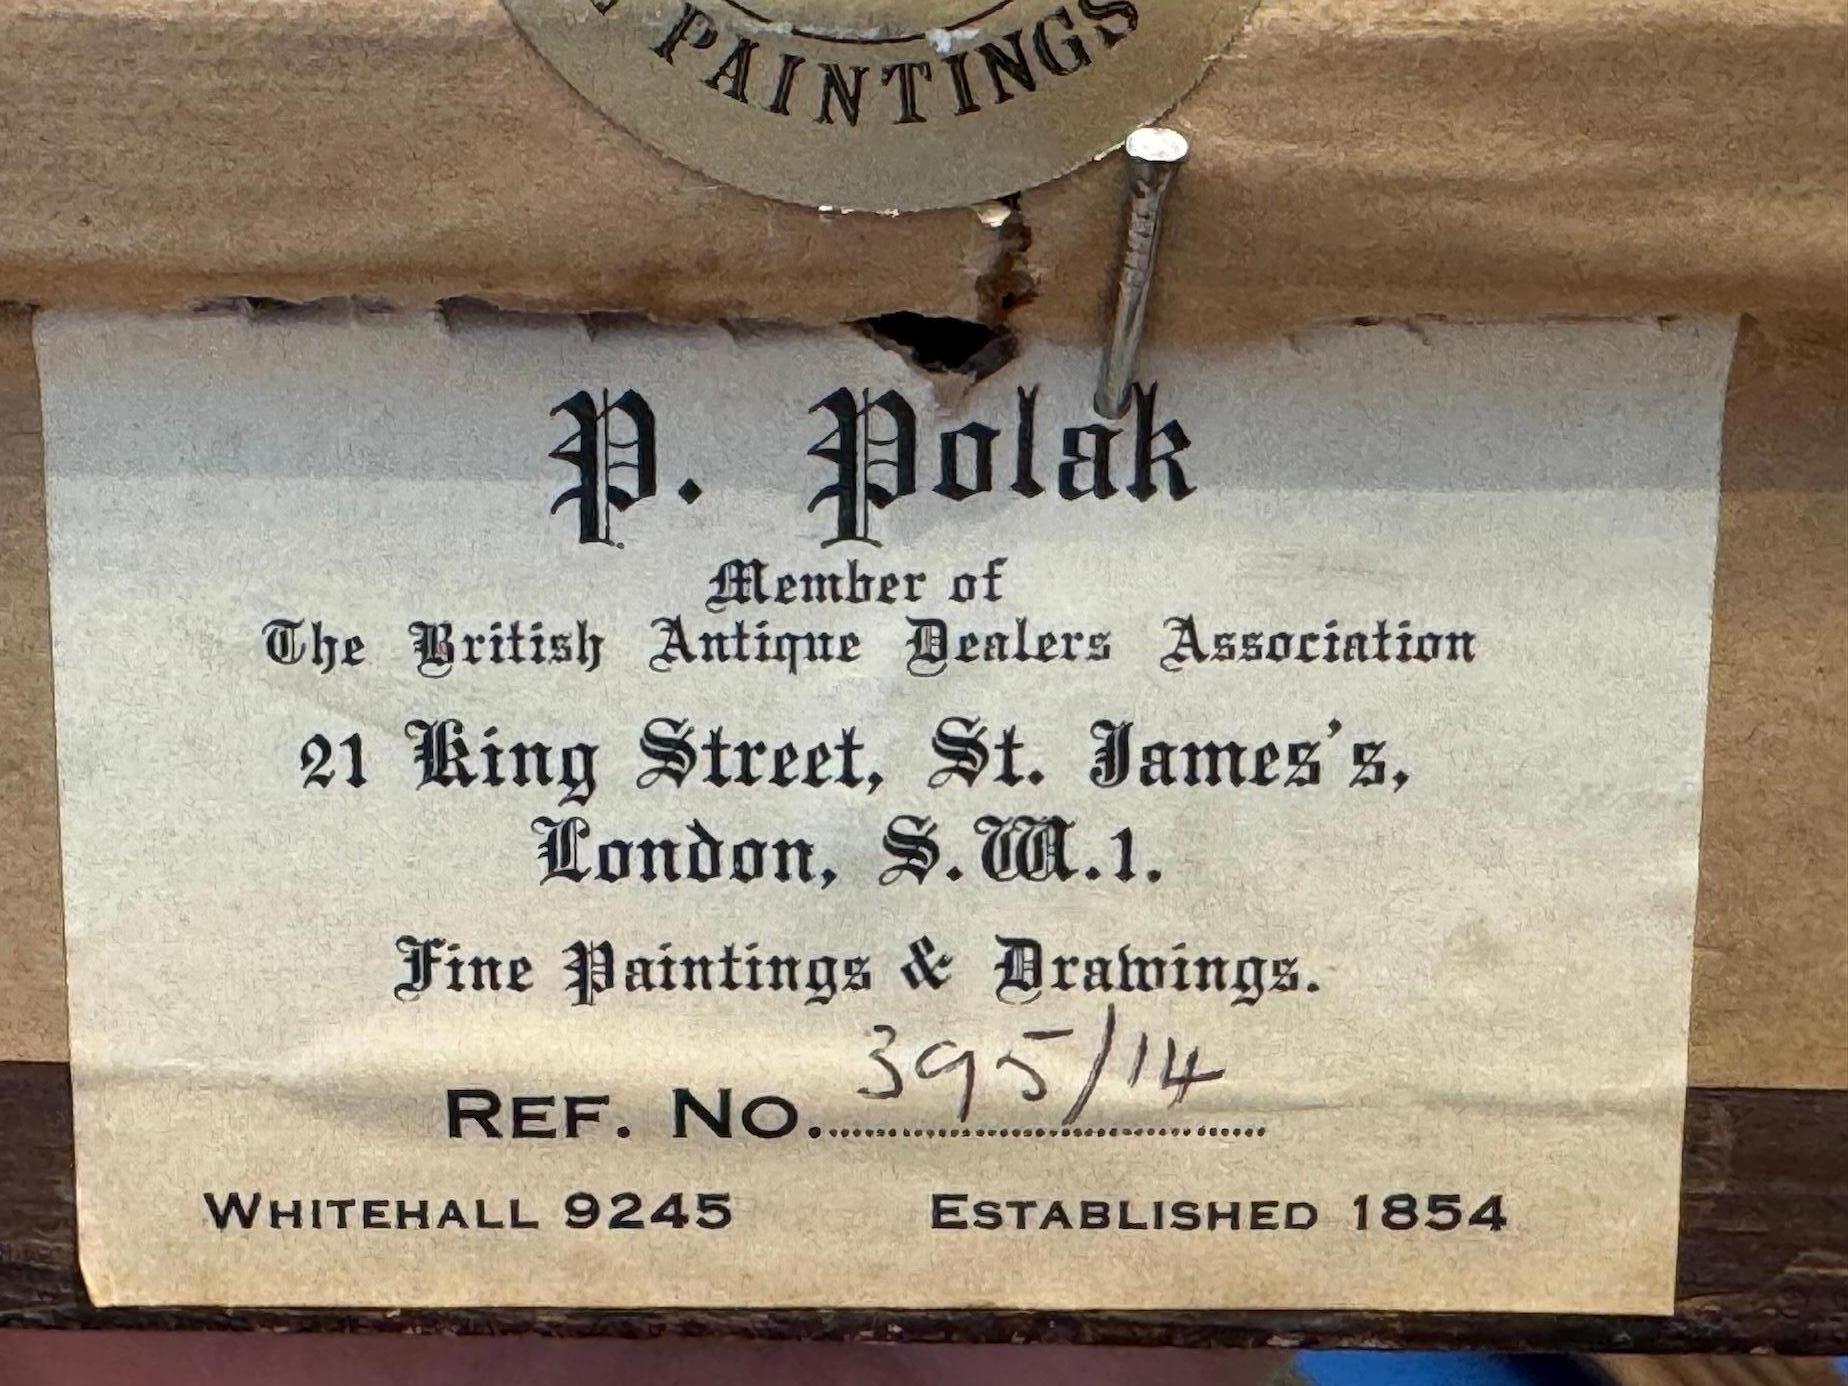 PAINTINGS
P. Polak
Member of
The British Antique Dealers Association
21 King Street, St. James's,
London, S.W.1.
Fine Paintings & Drawings.
REF. NO. 395/14
WHITEHALL 9245 ESTABLISHED 1854